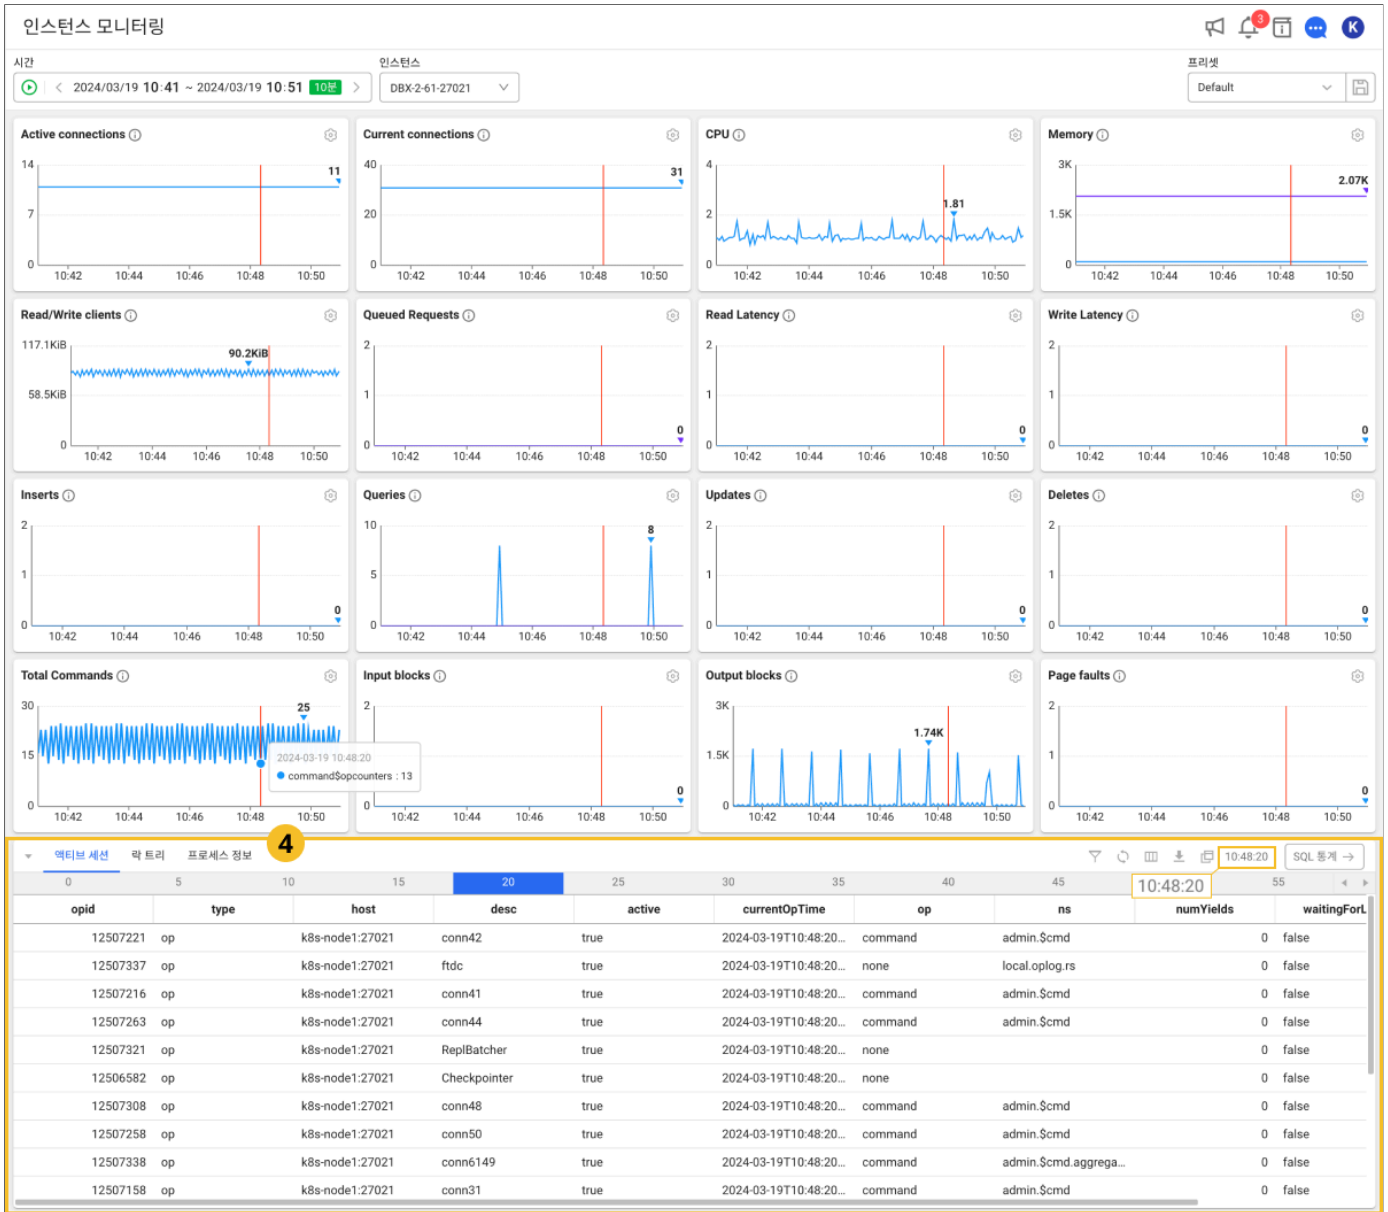 인스턴스 모니터링
3
K
시간
인스턴스
프리셋
2024/03/19 10:41 ~ 2024/03/19 10:51 10분
DBX-2-61-27021
Default
Active connections
14
7
0
11
10:42 10:44 10:46 10:48 10:50
Current connections
40
20
0
31
10:42 10:44 10:46 10:48 10:50
CPU
4
2
0
1.81
10:42 10:44 10:46 10:48 10:50
Memory
3K
1.5K
0
2.07K
10:42 10:44 10:46 10:48 10:50
Read/Write clients
117.1KiB
58.5KiB
0
90.2KiB
10:42 10:44 10:46 10:48 10:50
Queued Requests
2
1
0
0
10:42 10:44 10:46 10:48 10:50
Read Latency
2
1
0
0
10:42 10:44 10:46 10:48 10:50
Write Latency
2
1
0
0
10:42 10:44 10:46 10:48 10:50
Inserts
2
1
0
0
10:42 10:44 10:46 10:48 10:50
Queries
10
5
0
8
10:42 10:44 10:46 10:48 10:50
Updates
2
1
0
0
10:42 10:44 10:46 10:48 10:50
Deletes
2
1
0
0
10:42 10:44 10:46 10:48 10:50
Total Commands
30
15
0
25
10:42 10:44 10:46 10:48 10:50
2024-03-19 10:48:20
command$opcounters : 13
Input blocks
2
0
0
10:42 10:44 10:46 10:48 10:50
Output blocks
3K
1.5K
0
1.74K
10:42 10:44 10:46 10:48 10:50
Page faults
2
1
0
0
10:42 10:44 10:46 10:48 10:50
4
액티브 세션 락 트리 프로세스 정보
10:48:20
SQL 통계 →
0 5 10 15 20 25 30 35 40 45 55
10:48:20
opid type host desc active currentOpTime op ns numYields waitingForL
12507221 op k8s-node1:27021 conn42 true 2024-03-19T10:48:20... command admin.$cmd 0 false
12507337 op k8s-node1:27021 ftdc true 2024-03-19T10:48:20... none local.oplog.rs 0 false
12507216 op k8s-node1:27021 conn41 true 2024-03-19T10:48:20... command admin.$cmd 0 false
12507263 op k8s-node1:27021 conn44 true 2024-03-19T10:48:20... command admin.$cmd 0 false
12507321 op k8s-node1:27021 ReplBatcher true 2024-03-19T10:48:20... none 0 false
12506582 op k8s-node1:27021 Checkpointer true 2024-03-19T10:48:20... none 0 false
12507308 op k8s-node1:27021 conn48 true 2024-03-19T10:48:20... command admin.$cmd 0 false
12507258 op k8s-node1:27021 conn50 true 2024-03-19T10:48:20... command admin.$cmd 0 false
12507338 op k8s-node1:27021 conn6149 true 2024-03-19T10:48:20... command admin.$cmd.aggrega... 0 false
12507158 op k8s-node1:27021 conn31 true 2024-03-19T10:48:20... command admin.$cmd 0 false